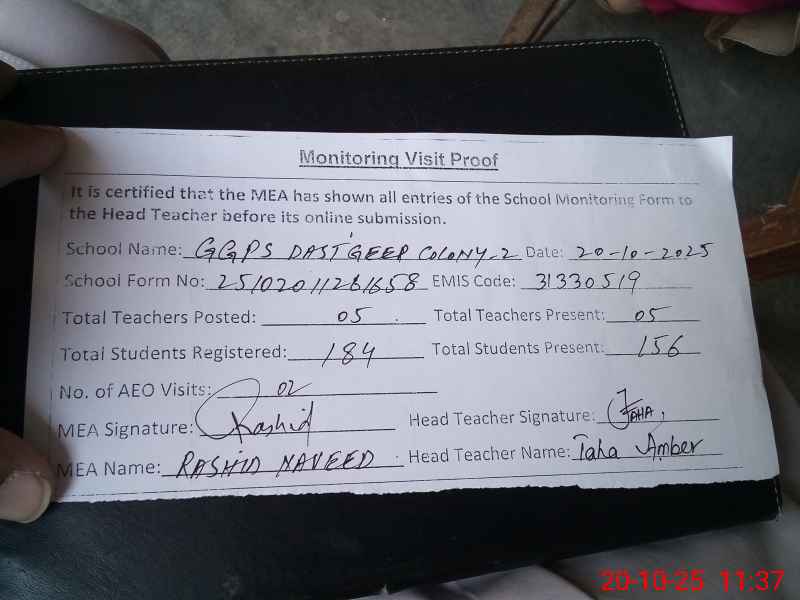 Monitoring Visit Proof
It is certified that the MEA has shown all entries of the School Monitoring Form to
the Head Teacher before its online submission.
School Name: GGPS DASTGEER COLONY-2 Date: 20-10-2025
School Form No: 25102011261658 EMIS Code: 31330519
Total Teachers Posted: 05 Total Teachers Present: 05
Total Students Registered: 184 Total Students Present: 156
No. of AEO Visits: 02
MEA Signature: Rashid Head Teacher Signature: TAHA
MEA Name: RASHID NAVEED Head Teacher Name: Taha Amber
20-10-25 11:37